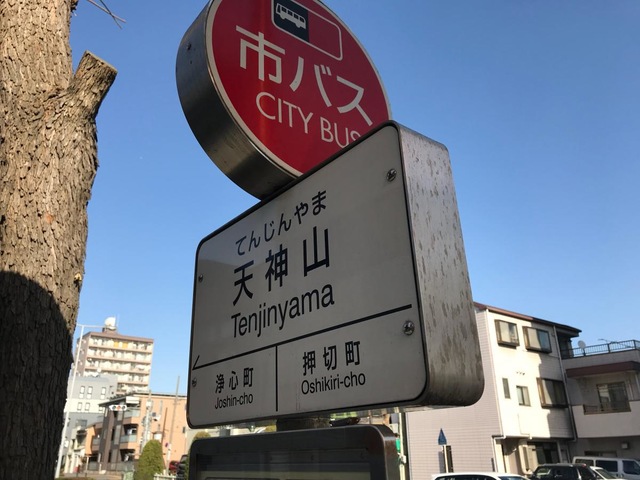 市バス
CITY BUS
てんじんやま
天神山
Tenjinyama
浄心町
Joshin-cho
押切町
Oshikiri-cho